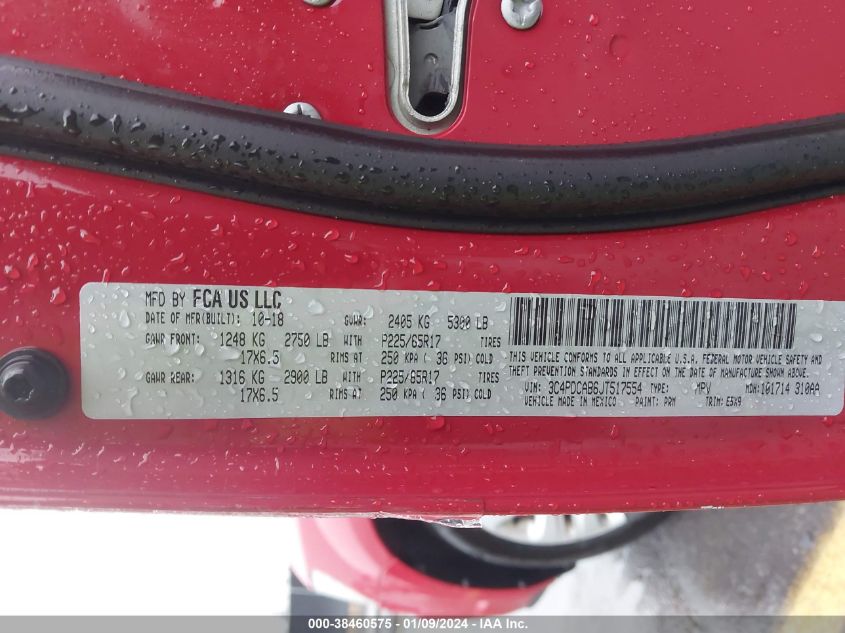 MFD BY FCA US LLC
DATE OF MFR(BUILT): 10-18 GVWR: 2405 KG 5300 LB
GAWR FRONT: 1248 KG 2750 LB WITH P225/65R17 TIRES
17X6.5 RIMS AT 250 KPA ( 36 PSI) COLD
GAWR REAR: 1316 KG 2900 LB WITH P225/65R17 TIRES
17X6.5 RIMS AT 250 KPA ( 36 PSI) COLD
THIS VEHICLE CONFORMS TO ALL APPLICABLE U.S.A. FEDERAL MOTOR VEHICLE SAFETY AND
THEFT PREVENTION STANDARDS IN EFFECT ON THE DATE OF MANUFACTURE SHOWN ABOVE.
VIN: 3C4PDCAB6JT517554 TYPE: MPV MDH: 101714 310AA
VEHICLE MADE IN MEXICO PAINT: PRM TRIM: E5X9
000-38460575 - 01/09/2024 - IAA Inc.